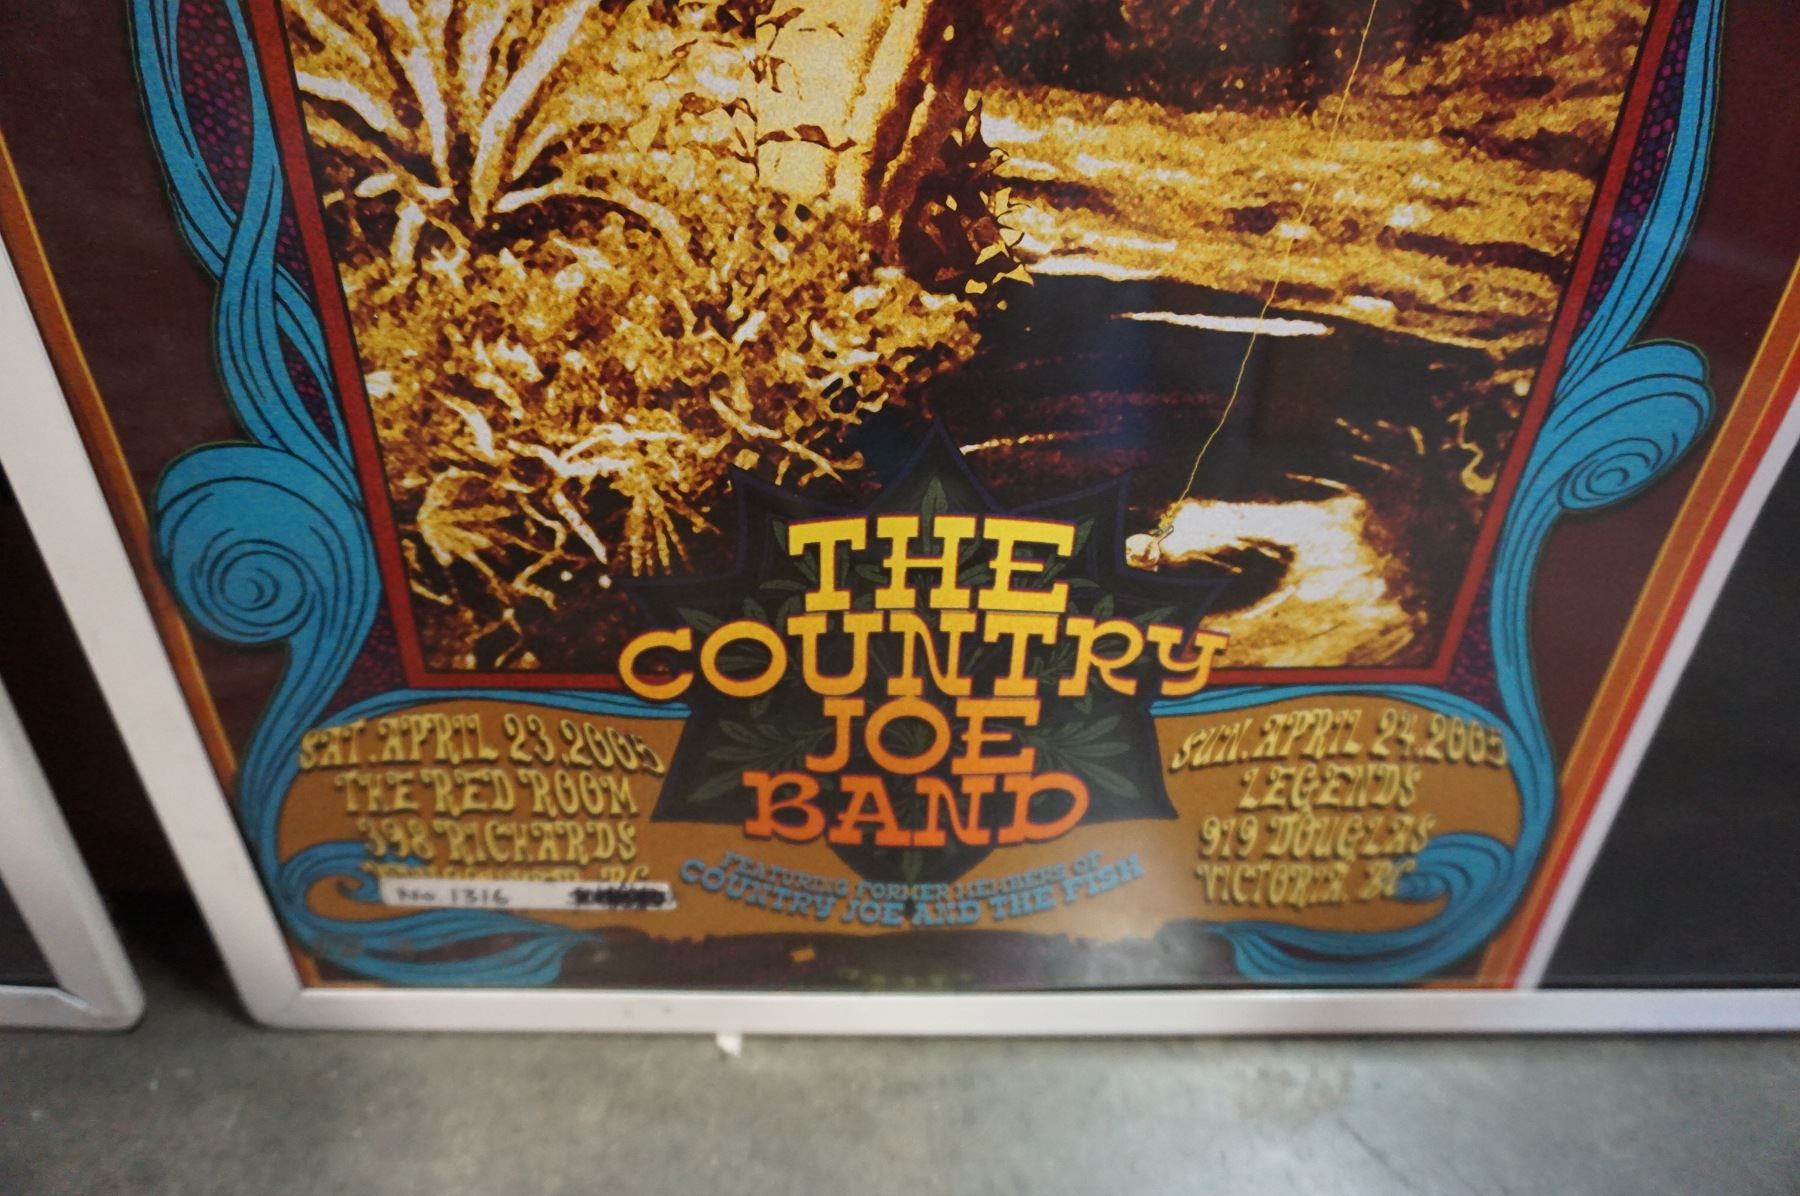 THE
COUNTRY
JOE
BAND
SAT. APRIL 23.2005
THE RED ROOM
398 RICHARDS
BC
No. 1316
FEATURING FORMER MEMBERS OF
COUNTRY JOE AND THE FISH
SUN. APRIL 24.2005
LEGENDS
919 DOUGLAS
VICTORIA. BC